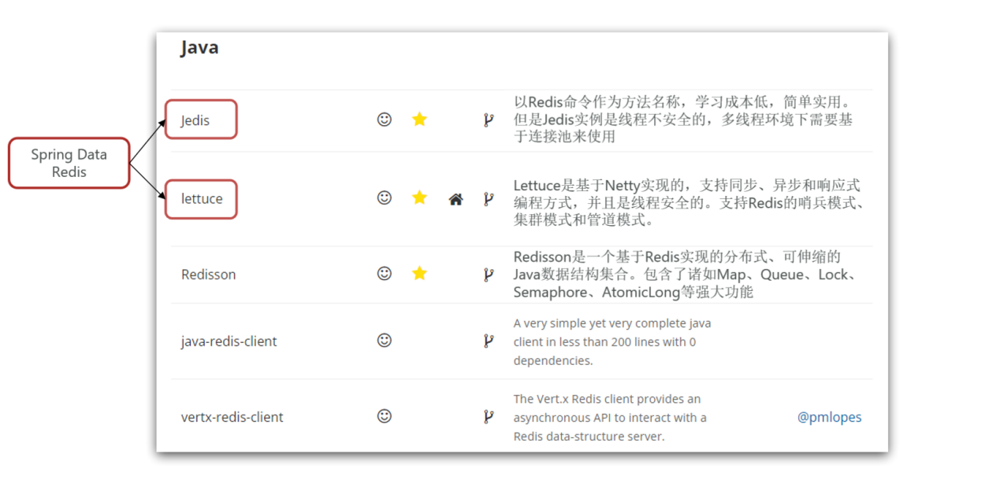 Java
Spring Data
Redis
Jedis
以Redis命令作为方法名称，学习成本低，简单实用。
但是Jedis实例是线程不安全的，多线程环境下需要基
于连接池来使用
lettuce
Lettuce是基于Netty实现的，支持同步、异步和响应式
编程方式，并且是线程安全的。支持Redis的哨兵模式、
集群模式和管道模式。
Redisson
Redisson是一个基于Redis实现的分布式、可伸缩的
Java数据结构集合。包含了诸如Map、Queue、Lock、
Semaphore、AtomicLong等强大功能
java-redis-client
A very simple yet very complete java
client in less than 200 lines with 0
dependencies.
vertx-redis-client
The Vert.x Redis client provides an
asynchronous API to interact with a
Redis data-structure server.
@pmlopes